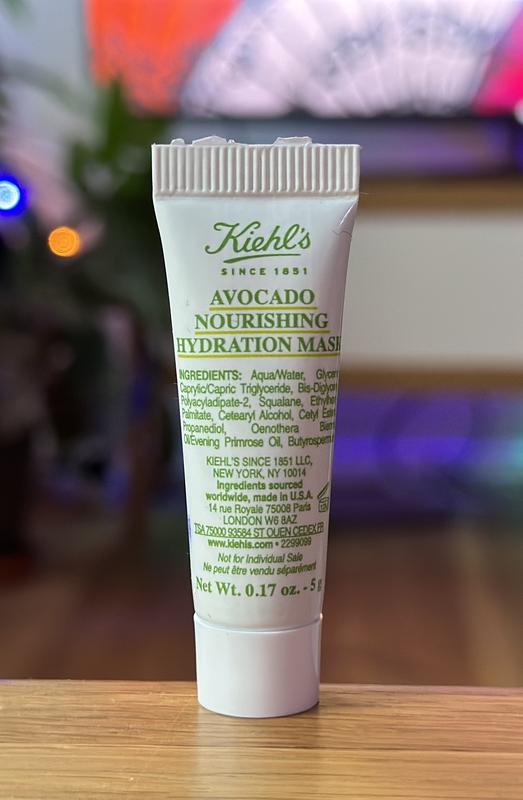 Kiehl's
SINCE 1851
AVOCADO
NOURISHING
HYDRATION MASK
INGREDIENTS: Aqua/Water, Glycer
Caprylic/Capric Triglyceride, Bis-Diglycer
Polyacyladipate-2, Squalane, Ethylhex
Palmitate, Cetearyl Alcohol, Cetyl Ester
Propanediol, Oenothera Bienn
Oil/Evening Primrose Oil, Butyrospermu
KIEHL'S SINCE 1851 LLC,
NEW YORK, NY 10014
Ingredients sourced
worldwide, made in U.S.A.
14 rue Royale 75008 Paris
LONDON W6 8AZ
TSA 75000 93584 ST OUEN CEDEX FR
www.kiehls.com • 2299099
Not for Individual Sale
Ne peut être vendu séparément
Net Wt. 0.17 oz. - 5 g